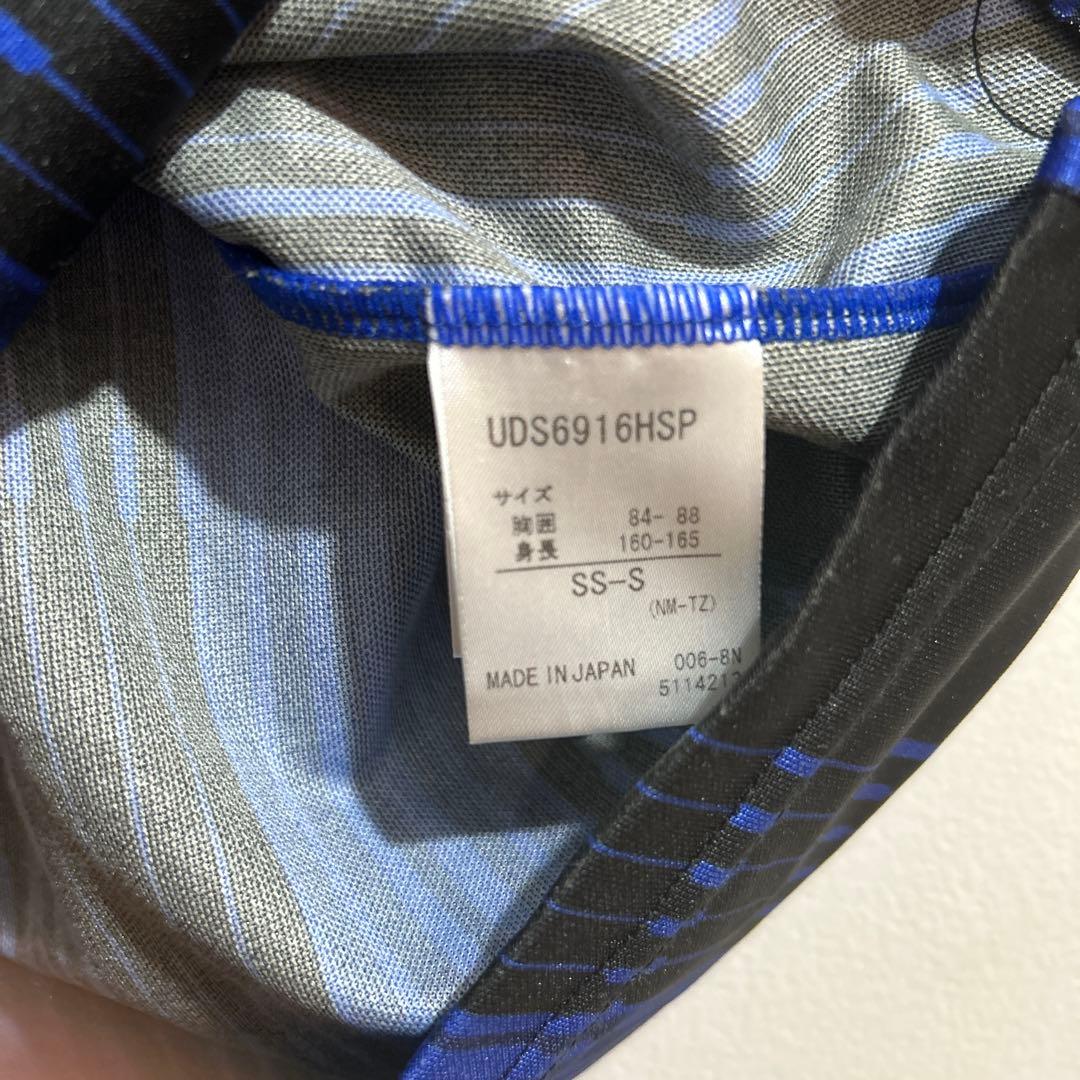 UDS6916HSP
サイズ
胸囲 84- 88
身長 160-165
SS-S
(NM-TZ)
MADE IN JAPAN 006-8N